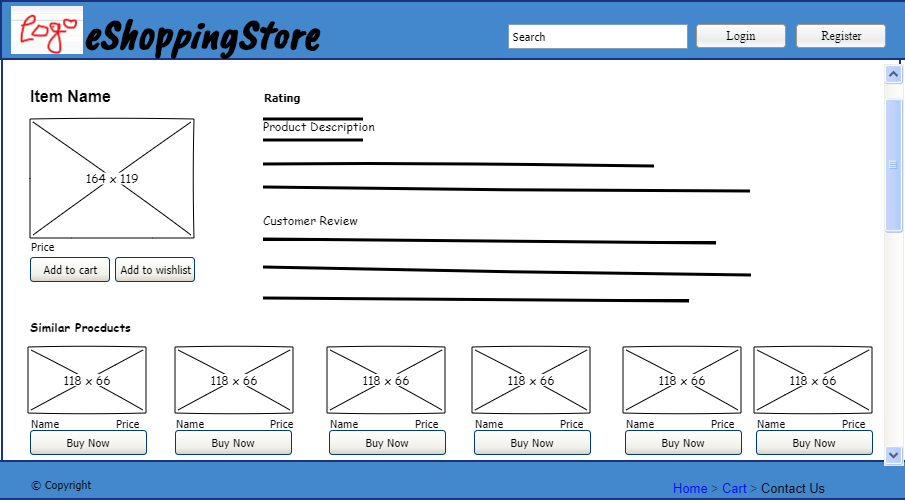 Logo
eShoppingStore
Search
Login
Register
Item Name
164 x 119
Price
Add to cart
Add to wishlist
Rating
Product Description
Customer Review
Similar Procducts
118 x 66 118 x 66 118 x 66 118 x 66 118 x 66 118 x 66
Name Price Name Price Name Price Name Price Name Price Name Price
Buy Now Buy Now Buy Now Buy Now Buy Now Buy Now
© Copyright
Home > Cart > Contact Us